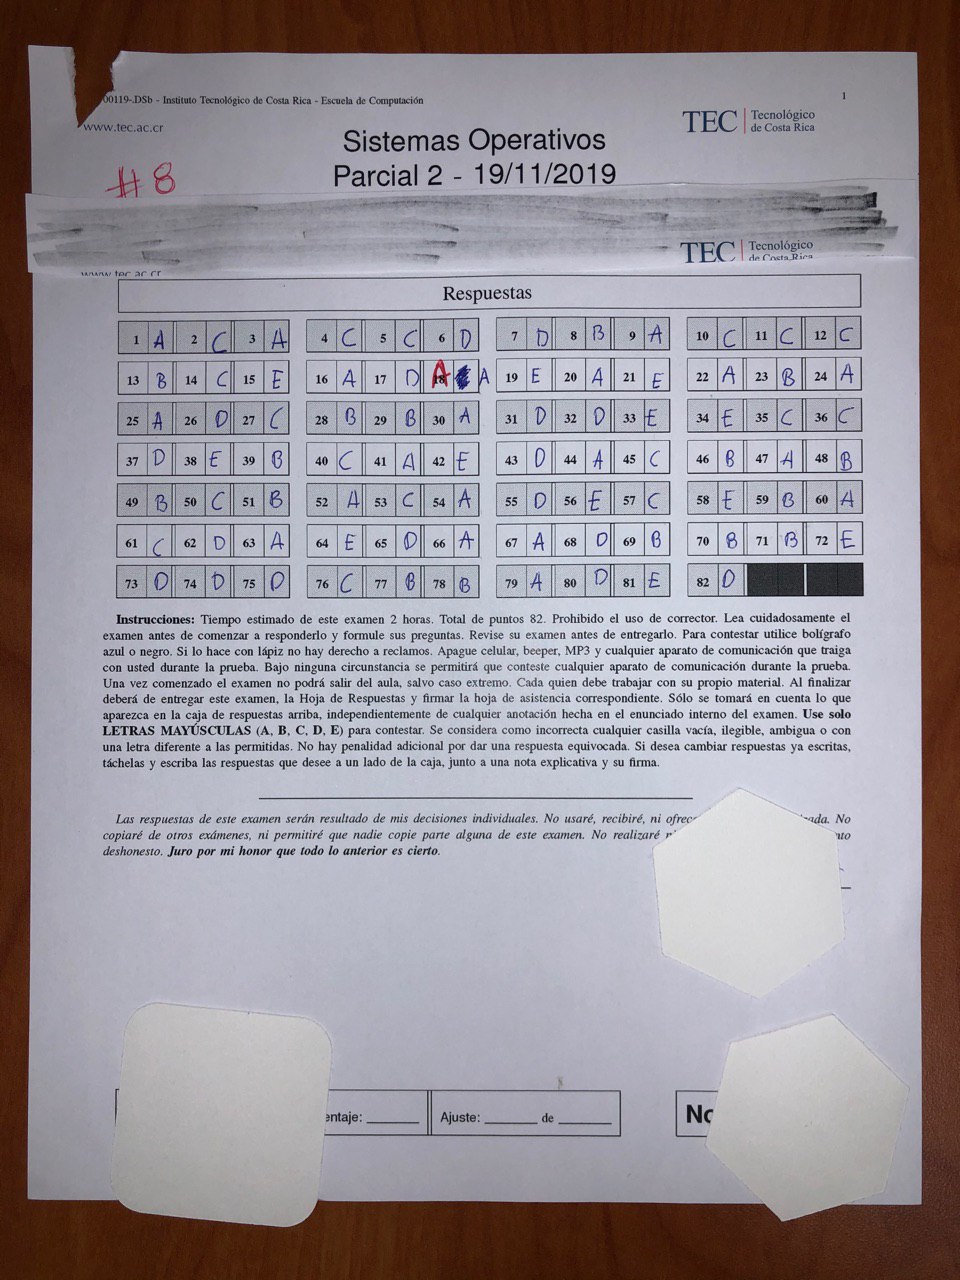 00119-.DSb - Instituto Tecnológico de Costa Rica - Escuela de Computación
1
www.tec.ac.cr
TEC Tecnológico de Costa Rica
Sistemas Operativos
Parcial 2 - 19/11/2019
#8
TEC Tecnológico de Costa Rica
www.tec.ac.cr
Respuestas
1 A 2 C 3 A 4 C 5 C 6 D 7 D 8 B 9 A 10 C 11 C 12 C
13 B 14 C 15 E 16 A 17 D A 18 A 19 E 20 A 21 E 22 A 23 B 24 A
25 A 26 D 27 C 28 B 29 B 30 A 31 D 32 D 33 E 34 E 35 C 36 C
37 D 38 E 39 B 40 C 41 A 42 E 43 D 44 A 45 C 46 B 47 A 48 B
49 B 50 C 51 B 52 A 53 C 54 A 55 D 56 E 57 C 58 E 59 B 60 A
61 C 62 D 63 A 64 E 65 D 66 A 67 A 68 D 69 B 70 B 71 B 72 E
73 D 74 D 75 D 76 C 77 B 78 B 79 A 80 D 81 E 82 D
Instrucciones: Tiempo estimado de este examen 2 horas. Total de puntos 82. Prohibido el uso de corrector. Lea cuidadosamente el
examen antes de comenzar a responderlo y formule sus preguntas. Revise su examen antes de entregarlo. Para contestar utilice bolígrafo
azul o negro. Si lo hace con lápiz no hay derecho a reclamos. Apague celular, beeper, MP3 y cualquier aparato de comunicación que traiga
con usted durante la prueba. Bajo ninguna circunstancia se permitirá que conteste cualquier aparato de comunicación durante la prueba.
Una vez comenzado el examen no podrá salir del aula, salvo caso extremo. Cada quien debe trabajar con su propio material. Al finalizar
deberá de entregar este examen, la Hoja de Respuestas y firmar la hoja de asistencia correspondiente. Sólo se tomará en cuenta lo que
aparezca en la caja de respuestas arriba, independientemente de cualquier anotación hecha en el enunciado interno del examen. Use solo
LETRAS MAYÚSCULAS (A, B, C, D, E) para contestar. Se considera como incorrecta cualquier casilla vacía, ilegible, ambigua o con
una letra diferente a las permitidas. No hay penalidad adicional por dar una respuesta equivocada. Si desea cambiar respuestas ya escritas,
táchelas y escriba las respuestas que desee a un lado de la caja, junto a una nota explicativa y su firma.
Las respuestas de este examen serán resultado de mis decisiones individuales. No usaré, recibiré, ni ofrec zada. No
copiaré de otros exámenes, ni permitiré que nadie copie parte alguna de este examen. No realizaré nto
deshonesto. Juro por mi honor que todo lo anterior es cierto.
entaje: Ajuste: de No